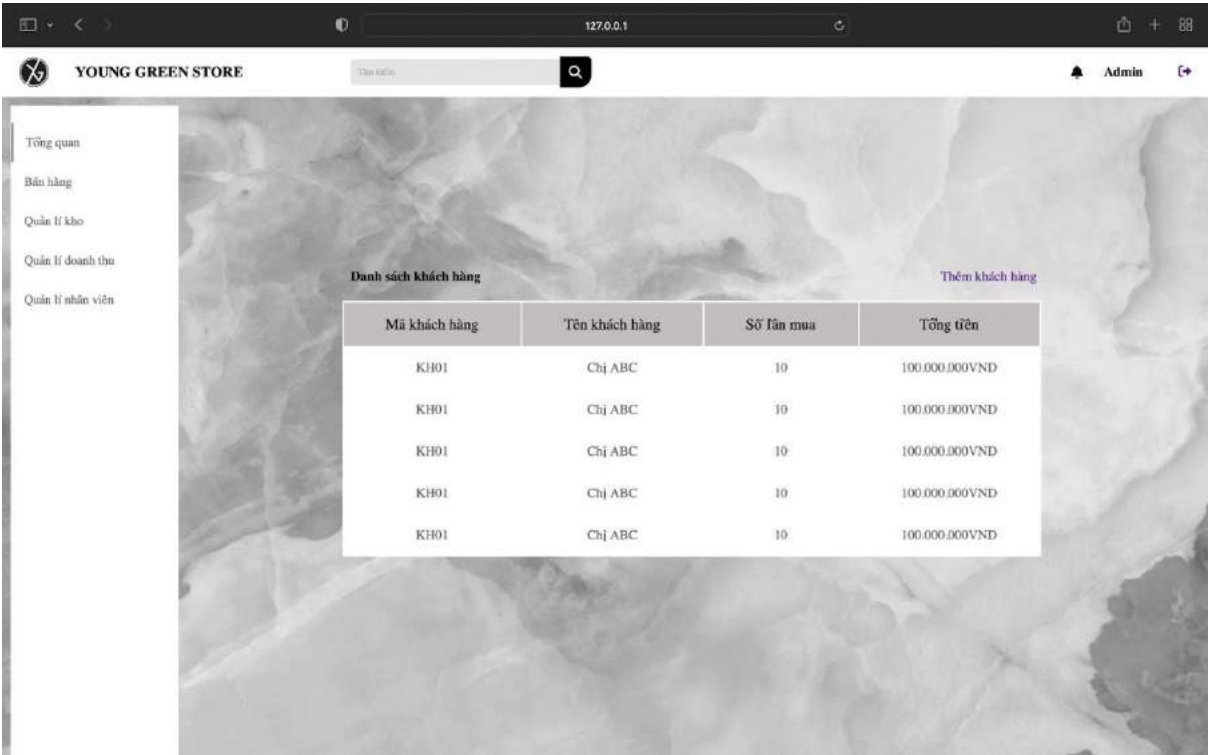 127.0.0.1
YOUNG GREEN STORE
Tìm kiếm
Admin
Tổng quan
Bán hàng
Quản lí kho
Quản lí doanh thu
Quản lí nhân viên
Danh sách khách hàng
Thêm khách hàng
Mã khách hàng Tên khách hàng Số lần mua Tổng tiền
KH01 Chị ABC 10 100.000.000VND
KH01 Chị ABC 10 100.000.000VND
KH01 Chị ABC 10 100.000.000VND
KH01 Chị ABC 10 100.000.000VND
KH01 Chị ABC 10 100.000.000VND